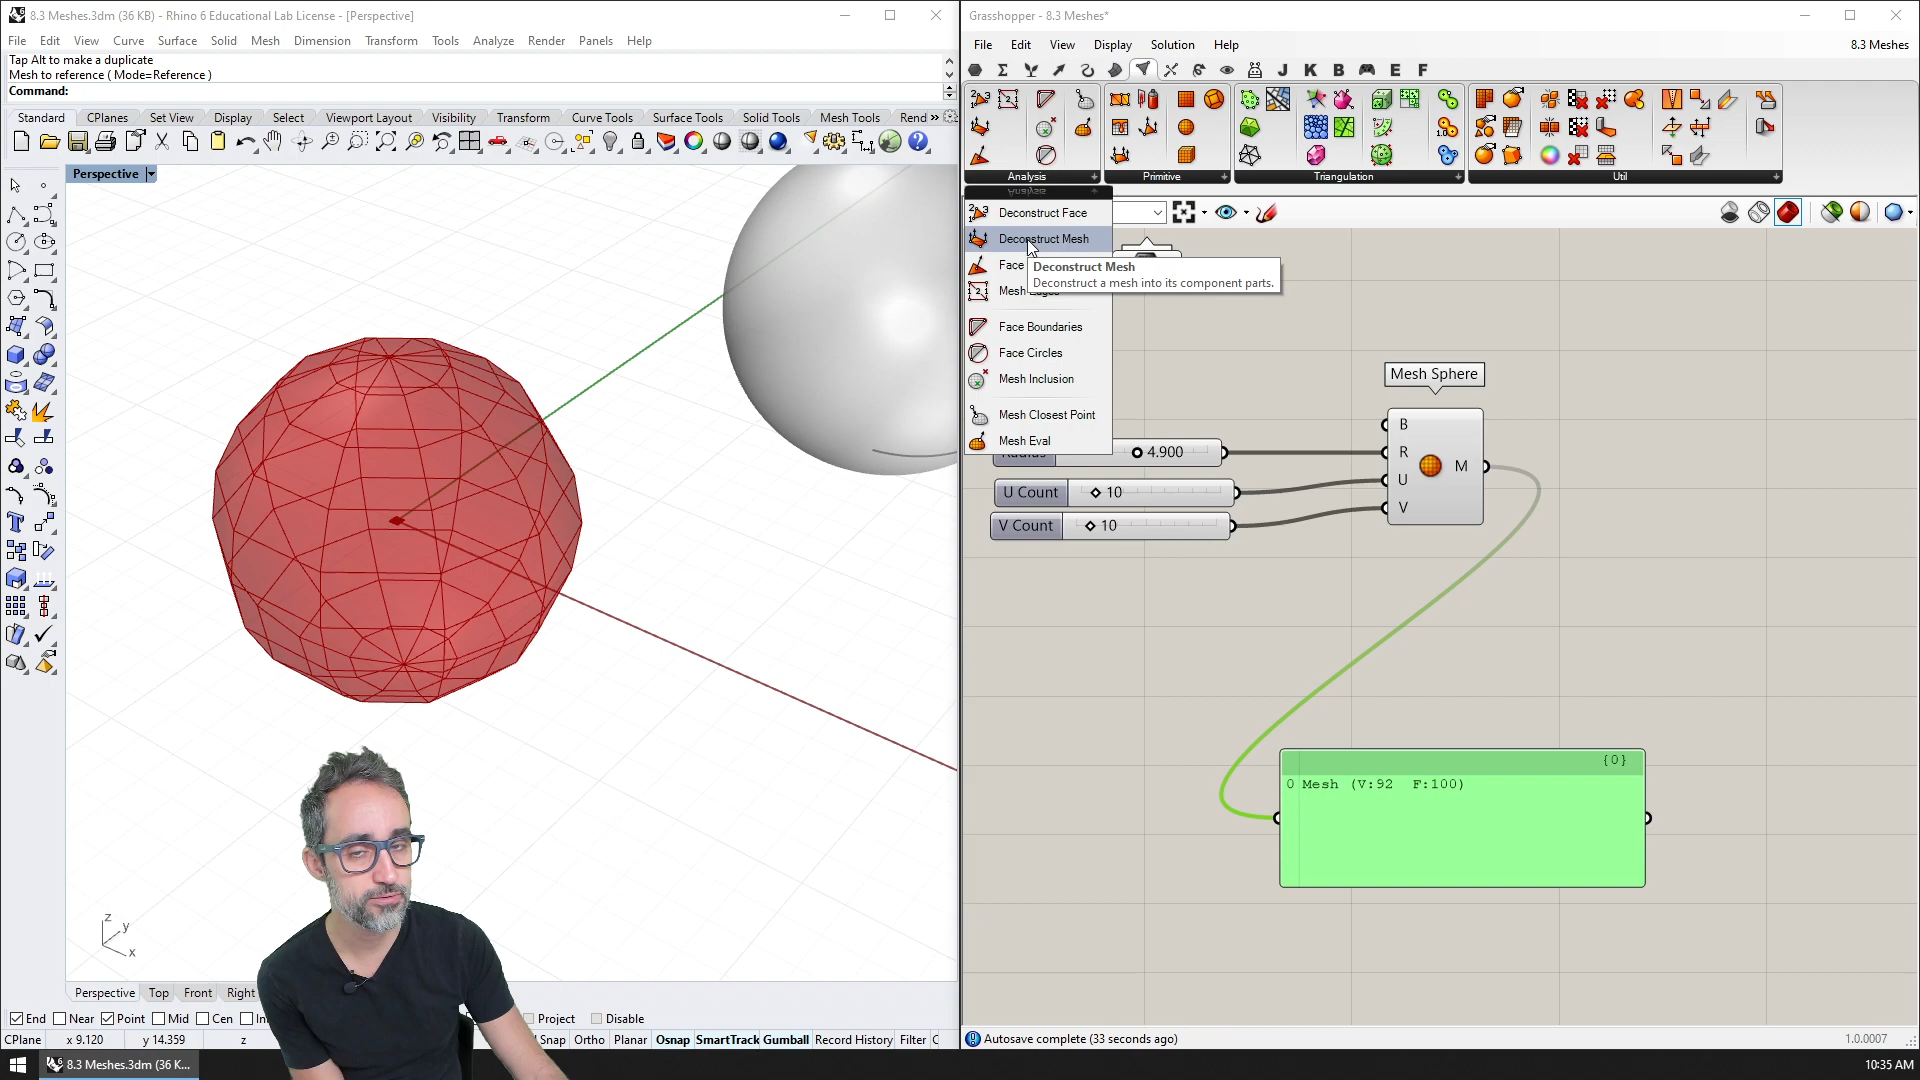 8.3 Meshes.3dm (36 KB) - Rhino 6 Educational Lab License - [Perspective]
File Edit View Curve Surface Solid Mesh Dimension Transform Tools Analyze Render Panels Help
Tap Alt to make a duplicate
Mesh to reference ( Mode=Reference )
Command:
Standard CPlanes Set View Display Select Viewport Layout Visibility Transform Curve Tools Surface Tools Solid Tools Mesh Tools Rend »
Perspective
z
y
x
Perspective Top Front Right
End Near Point Mid Cen Project Disable
CPlane x 9.120 y 14.359 z Snap Ortho Planar Osnap SmartTrack Gumball Record History Filter
8.3 Meshes.3dm (36 K...
Grasshopper - 8.3 Meshes*
File Edit View Display Solution Help
8.3 Meshes
J K B E F
Analysis Primitive Triangulation Util
Analysis
Deconstruct Face
Deconstruct Mesh
Face
Mesh Edges
Deconstruct Mesh
Deconstruct a mesh into its component parts.
Face Boundaries
Face Circles
Mesh Inclusion
Mesh Closest Point
Mesh Eval
Radius 4.900
U Count 10
V Count 10
Mesh Sphere
B
R
U
V
M
{0}
0 Mesh (V:92 F:100)
Autosave complete (33 seconds ago)
1.0.0007
10:35 AM